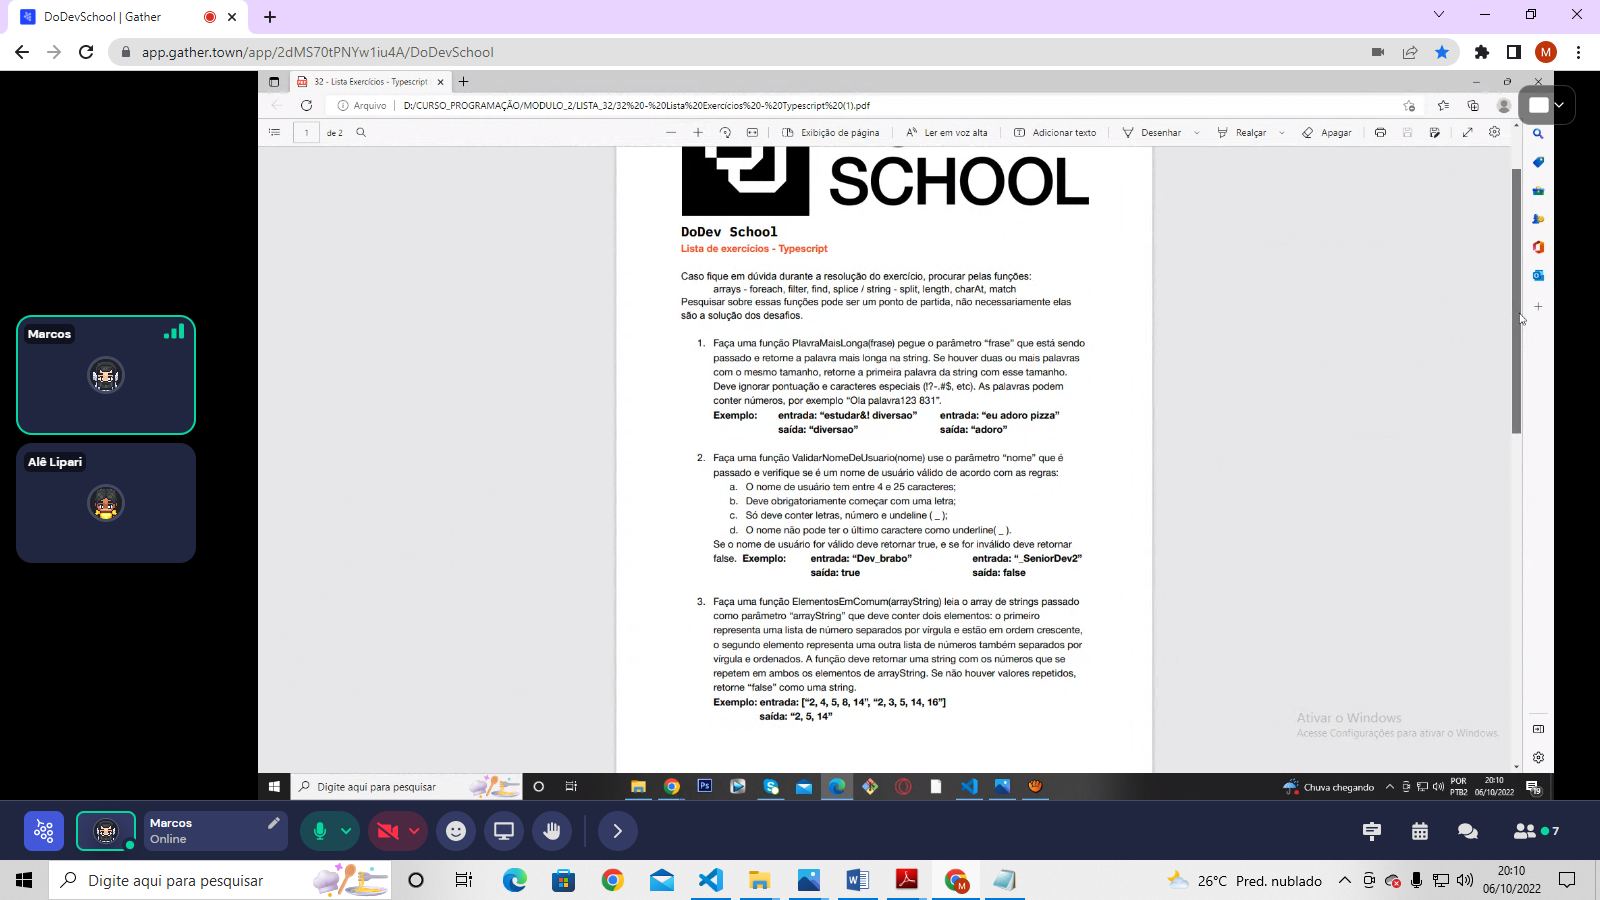 DoDevSchool | Gather
app.gather.town/app/2dMS70tPNYw1iu4A/DoDevSchool
M
32 - Lista Exercícios - Typescript
Arquivo | D:/CURSO_PROGRAMAÇÃO/MODULO_2/LISTA_32/32%20-%20Lista%20Exercícios%20-%20Typescript%20(1).pdf
1 de 2
Exibição de página
Ler em voz alta
Adicionar texto
Desenhar
Realçar
Apagar
SCHOOL
DoDev School
Lista de exercícios - Typescript
Caso fique em dúvida durante a resolução do exercício, procurar pelas funções:
arrays - foreach, filter, find, splice / string - split, length, charAt, match
Pesquisar sobre essas funções pode ser um ponto de partida, não necessariamente elas
são a solução dos desafios.
1. Faça uma função PlavraMaisLonga(frase) pegue o parâmetro “frase” que está sendo
passado e retorne a palavra mais longa na string. Se houver duas ou mais palavras
com o mesmo tamanho, retorne a primeira palavra da string com esse tamanho.
Deve ignorar pontuação e caracteres especiais (!?-.#$, etc). As palavras podem
conter números, por exemplo “Ola palavra123 831”.
Exemplo: entrada: “estudar&! diversao” entrada: “eu adoro pizza”
saída: “diversao” saída: “adoro”
2. Faça uma função ValidarNomeDeUsuario(nome) use o parâmetro “nome” que é
passado e verifique se é um nome de usuário válido de acordo com as regras:
a. O nome de usuário tem entre 4 e 25 caracteres;
b. Deve obrigatoriamente começar com uma letra;
c. Só deve conter letras, número e undeline ( _ );
d. O nome não pode ter o último caractere como underline( _ ).
Se o nome de usuário for válido deve retornar true, e se for inválido deve retornar
false. Exemplo: entrada: “Dev_brabo” entrada: “_SeniorDev2”
saída: true saída: false
3. Faça uma função ElementosEmComum(arrayString) leia o array de strings passado
como parâmetro “arrayString” que deve conter dois elementos: o primeiro
representa uma lista de número separados por vírgula e estão em ordem crescente,
o segundo elemento representa uma outra lista de números também separados por
vírgula e ordenados. A função deve retornar uma string com os números que se
repetem em ambos os elementos de arrayString. Se não houver valores repetidos,
retorne “false” como uma string.
Exemplo: entrada: [“2, 4, 5, 8, 14”, “2, 3, 5, 14, 16”]
saída: “2, 5, 14”
Marcos
Alê Lipari
Ativar o Windows
Acesse Configurações para ativar o Windows.
Digite aqui para pesquisar
Ps
Chuva chegando
POR
PTB2
20:10
06/10/2022
19
Marcos
Online
7
Digite aqui para pesquisar
M
26°C Pred. nublado
20:10
06/10/2022